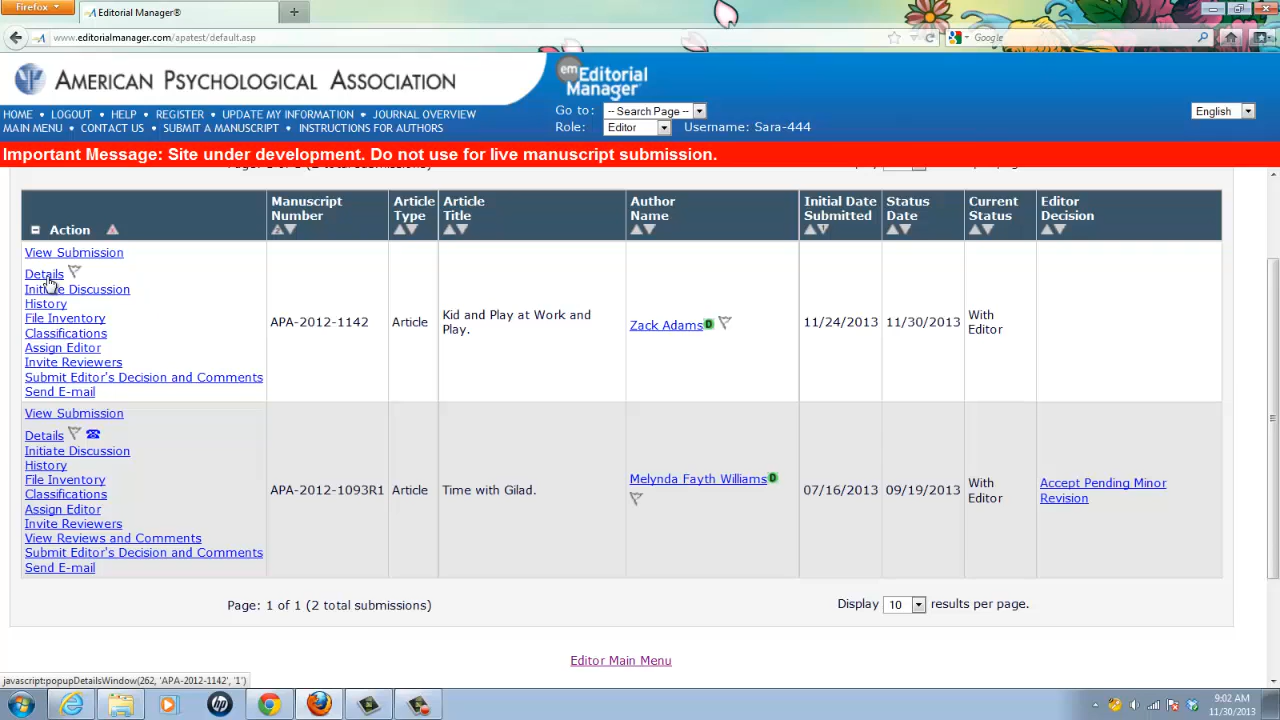 Firefox
Editorial Manager®
www.editorialmanager.com/apatest/default.asp
Google
AMERICAN PSYCHOLOGICAL ASSOCIATION
em Editorial Manager
Go to: -- Search Page --
English
HOME • LOGOUT • HELP • REGISTER • UPDATE MY INFORMATION • JOURNAL OVERVIEW
MAIN MENU • CONTACT US • SUBMIT A MANUSCRIPT • INSTRUCTIONS FOR AUTHORS
Role: Editor Username: Sara-444
Important Message: Site under development. Do not use for live manuscript submission.
Action
Manuscript Number
Article Type
Article Title
Author Name
Initial Date Submitted
Status Date
Current Status
Editor Decision
View Submission
Details
Initiate Discussion
History
File Inventory
Classifications
Assign Editor
Invite Reviewers
Submit Editor's Decision and Comments
Send E-mail
APA-2012-1142
Article
Kid and Play at Work and Play.
Zack Adams D
11/24/2013
11/30/2013
With Editor
View Submission
Details
Initiate Discussion
History
File Inventory
Classifications
Assign Editor
Invite Reviewers
View Reviews and Comments
Submit Editor's Decision and Comments
Send E-mail
APA-2012-1093R1
Article
Time with Gilad.
Melynda Fayth Williams D
07/16/2013
09/19/2013
With Editor
Accept Pending Minor Revision
Page: 1 of 1 (2 total submissions)
Display 10 results per page.
Editor Main Menu
javascript:popupDetailsWindow(262, 'APA-2012-1142', '1')
hp
9:02 AM
11/30/2013